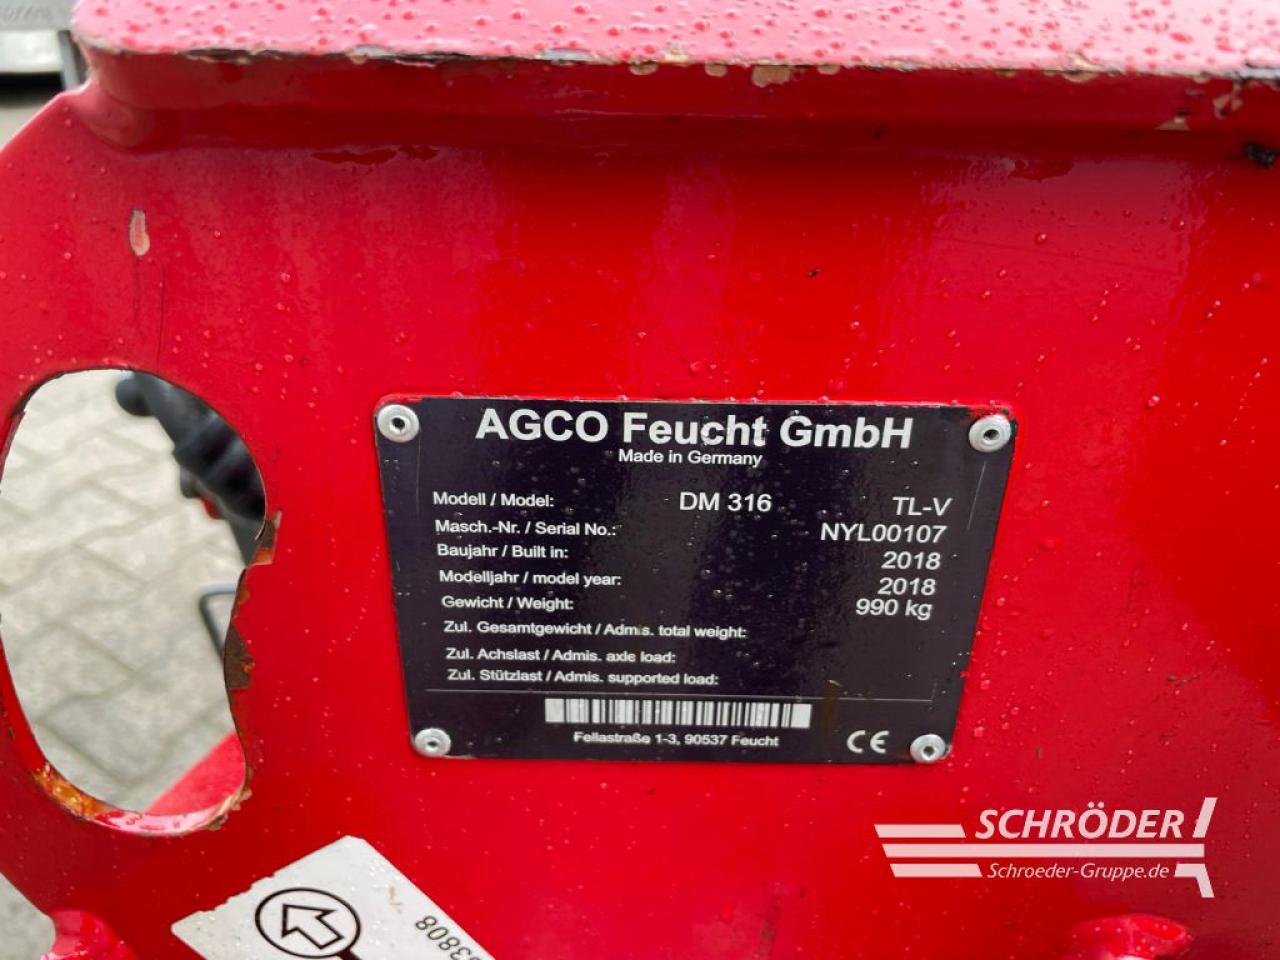 AGCO Feucht GmbH
Made in Germany
Modell / Model: DM 316 TL-V
Masch.-Nr. / Serial No.: NYL00107
Baujahr / Built in: 2018
Modelljahr / model year: 2018
Gewicht / Weight: 990 kg
Zul. Gesamtgewicht / Admis. total weight:
Zul. Achslast / Admis. axle load:
Zul. Stützlast / Admis. supported load:
Fellastraße 1-3, 90537 Feucht
CE
SCHRÖDER
Schroeder-Gruppe.de